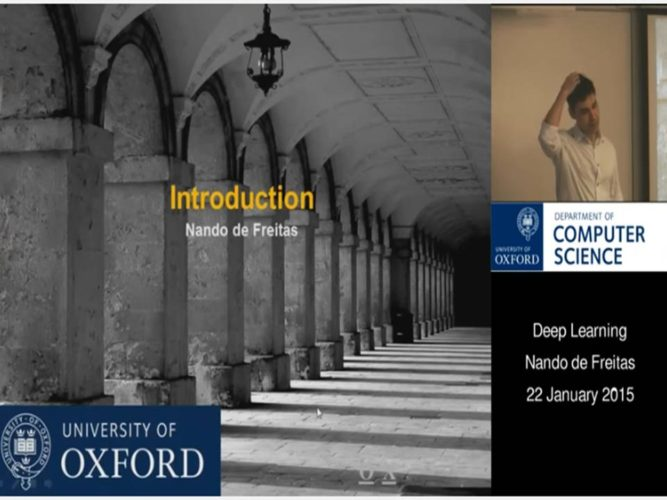 Introduction
Nando de Freitas
UNIVERSITY OF
OXFORD
UNIVERSITY OF
OXFORD
DEPARTMENT OF
COMPUTER
SCIENCE
Deep Learning
Nando de Freitas
22 January 2015